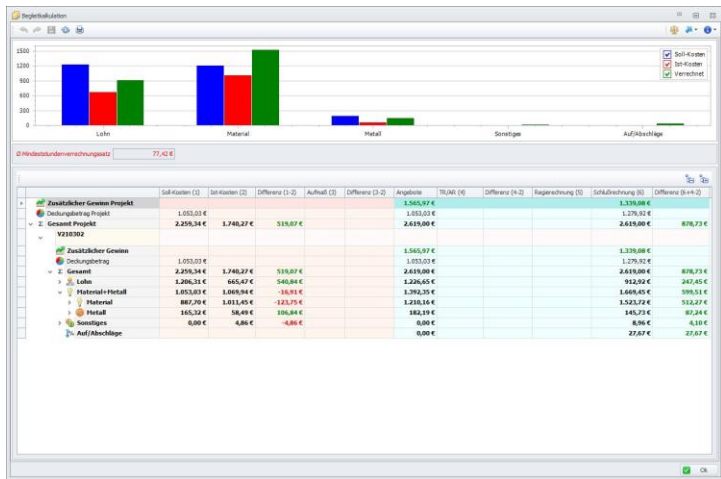 Begleitkalkulation
1500
1200
900
600
300
0
Soll-Kosten
Ist-Kosten
Verrechnet
Lohn Material Metall Sonstiges Auf/Abschläge
Ø Mindeststundenverrechnungssatz 77,42 €
Soll-Kosten (1) Ist-Kosten (2) Differenz (1-2) Aufmaß (3) Differenz (3-2) Angebote TR/AR (4) Differenz (4-2) Regierechnung (5) Schlußrechnung (6) Differenz (6+4-2)
Zusätzlicher Gewinn Projekt 1.565,97 € 1.339,08 €
Deckungsbetrag Projekt 1.053,03 € 1.053,03 € 1.279,92 €
Σ Gesamt Projekt 2.259,34 € 1.740,27 € 519,07 € 2.619,00 € 2.619,00 € 878,73 €
V210302
Zusätzlicher Gewinn 1.565,97 € 1.339,08 €
Deckungsbetrag 1.053,03 € 1.053,03 € 1.279,92 €
Σ Gesamt 2.259,34 € 1.740,27 € 519,07 € 2.619,00 € 2.619,00 € 878,73 €
Lohn 1.206,31 € 665,47 € 540,84 € 1.226,65 € 912,92 € 247,45 €
Material+Metall 1.053,03 € 1.069,94 € -16,91 € 1.392,35 € 1.669,45 € 599,51 €
Material 887,70 € 1.011,45 € -123,75 € 1.210,16 € 1.523,72 € 512,27 €
Metall 165,32 € 58,49 € 106,84 € 182,19 € 145,73 € 87,24 €
Sonstiges 0,00 € 4,86 € -4,86 € 0,00 € 8,96 € 4,10 €
Auf/Abschläge 0,00 € 27,67 € 27,67 €
Ok